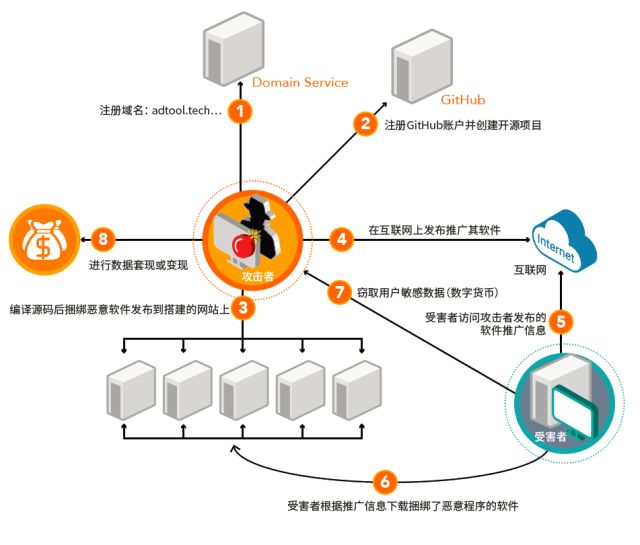 Domain Service
注册域名：adtool.tech...
1
GitHub
2
注册GitHub账户并创建开源项目
8
进行数据套现或变现
攻击者
4
在互联网上发布推广其软件
Internet
互联网
7
窃取用户敏感数据（数字货币）
编译源码后捆绑恶意软件发布到搭建的网站上
3
受害者访问攻击者发布的
软件推广信息
5
受害者
6
受害者根据推广信息下载捆绑了恶意程序的软件